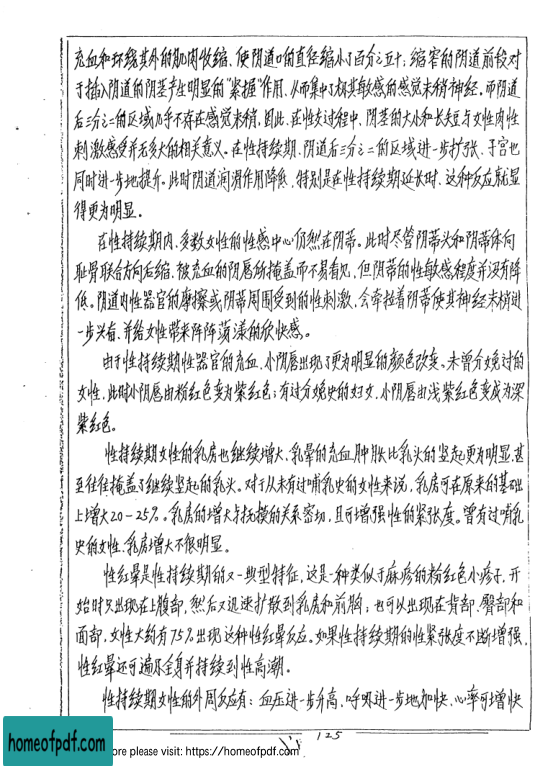 充血和环绕其外的肌肉收缩，使阴道口的直径缩小了百分之五十；缩窄的阴道前段对
于插入阴道的阴茎产生明显的“紧握”作用，从而集中了极其敏感的感觉末稍神经。而阴道
后三分之二的区域几乎不存在感觉末稍。因此，在性交过程中，阴茎的大小和长短与女性肉性
刺激感受并无多大的相关意义。在性持续期，阴道后三分之二的区域进一步扩张，子宫也
同时进一步地提升。此时阴道润滑作用降低，特别是在性持续期延长时，这种反应就显
得更为明显。
在性持续期内，多数女性的性感中心仍然在阴蒂。此时尽管阴蒂头和阴蒂体向
耻骨联合方向后缩，被充血的阴唇所掩盖而不易看见，但阴蒂的性敏感程度并没有降
低。阴道内性器官的摩擦或阴蒂周围受到的性刺激，会牵拉着阴蒂使其神经末梢进
一步兴奋，并给女性带来阵阵荡漾的欣快感。
由于性持续期性器官的充血，小阴唇出现了更为明显的颜色改变。未曾分娩过的
女性，此时小阴唇由粉红色变为紫红色；有过分娩史的妇女，小阴唇由浅紫红色变成为深
紫红色。
性持续期女性的乳房也继续增大，乳晕的充血肿胀比乳头的竖起更为明显，甚
至往往掩盖了继续竖起的乳头。对于从未有过哺乳史的女性来说，乳房可在原来的基础
上增大20-25%。乳房的增大与抚摸的关系密切，且可增强性的紧张度。曾有过哺乳
史的女性，乳房增大不很明显。
性红晕是性持续期的又一典型特征，这是一种类似于麻疹的粉红色小疹子，开
始时只出现在上腹部，然后又迅速扩散到乳房和前胸；也可以出现在背部、臀部和
面部，女性大约有75%出现这种性红晕反应。如果性持续期的性紧张度不断增强，
性红晕还可遍及全身并持续到性高潮。
性持续期女性的外周反应有：血压进一步升高，呼吸进一步地加快，心率可增快
125
homeofpdf.com
ore please visit: https://homeofpdf.com